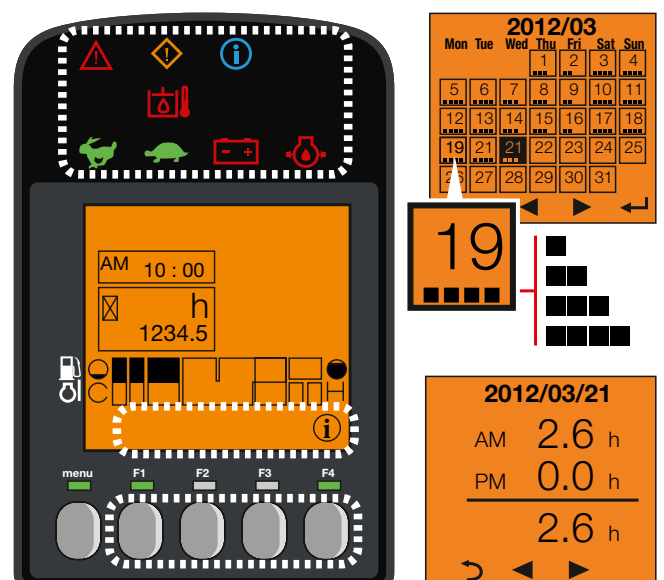 AM 10 : 00
h
1234.5
C H
i
menu F1 F2 F3 F4
2012/03
Mon Tue Wed Thu Fri Sat Sun
1 2 3 4
5 6 7 8 9 10 11
12 13 14 15 16 17 18
19 21 21 22 23 24 25
26 27 28 29 30 31
19
2012/03/21
AM 2.6 h
PM 0.0 h
2.6 h